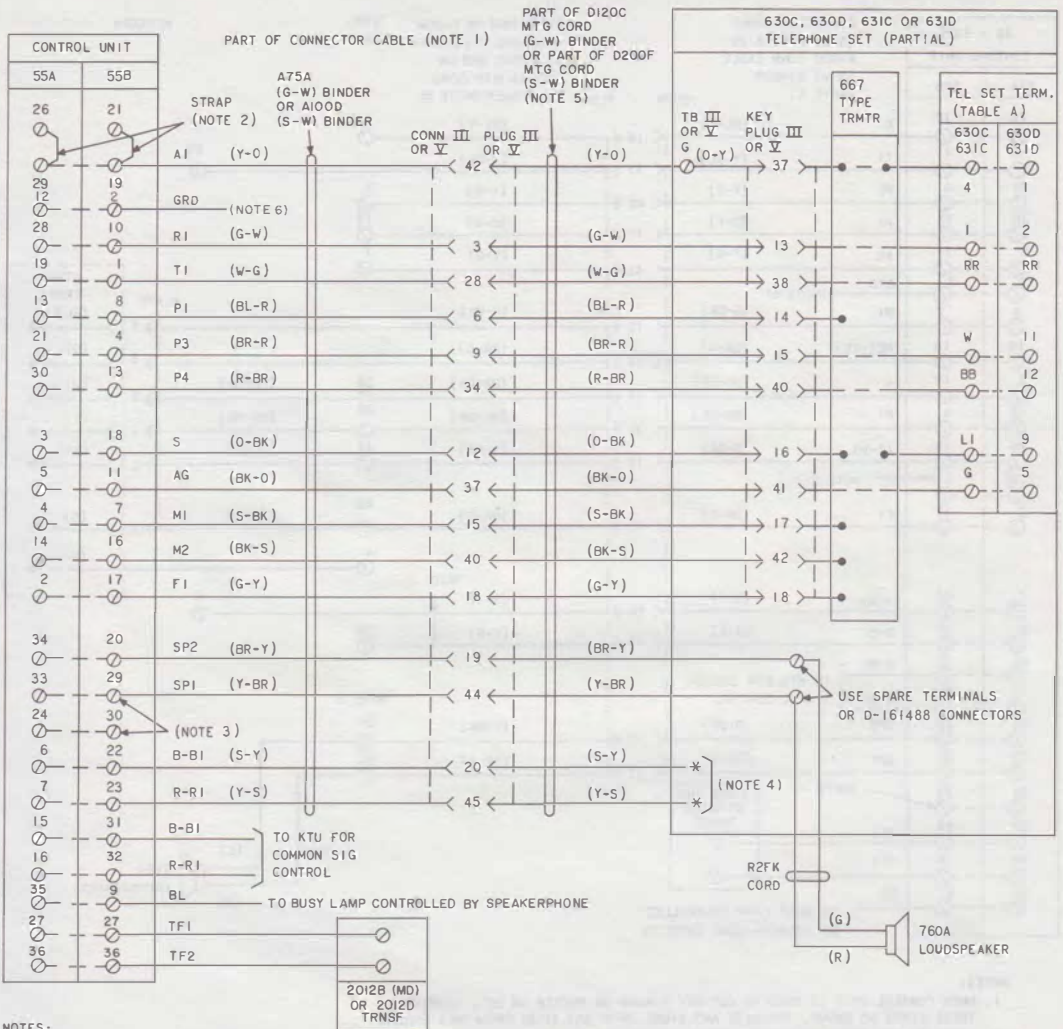 PART OF D120C
MTG CORD
(G-W) BINDER
OR PART OF D200F
MTG CORD
(S-W) BINDER
(NOTE 5)
630C, 630D, 631C OR 631D
TELEPHONE SET (PARTIAL)
CONTROL UNIT
55A 55B
PART OF CONNECTOR CABLE (NOTE 1)
A75A
(G-W) BINDER
OR A100D
(S-W) BINDER
STRAP
(NOTE 2)
CONN III
OR V
PLUG III
OR V
TB III
OR V
G
KEY
PLUG III
OR V
667
TYPE
TRMTR
TEL SET TERM.
(TABLE A)
630C 630D
631C 631D
26 21
A1 (Y-O) 42 (Y-O) (O-Y) 37
29 19 4 1
12 2 GRD (NOTE 6)
28 10 R1 (G-W) 3 (G-W) 13 1 2
19 1 T1 (W-G) 28 (W-G) 38 RR RR
13 8 P1 (BL-R) 6 (BL-R) 14
21 4 P3 (BR-R) 9 (BR-R) 15 W 11
30 13 P4 (R-BR) 34 (R-BR) 40 BB 12
3 18 S (O-BK) 12 (O-BK) 16 L1 9
5 11 AG (BK-O) 37 (BK-O) 41 G 5
4 7 M1 (S-BK) 15 (S-BK) 17
14 16 M2 (BK-S) 40 (BK-S) 42
2 17 F1 (G-Y) 18 (G-Y) 18
34 20 SP2 (BR-Y) 19 (BR-Y)
33 29 SP1 (Y-BR) 44 (Y-BR)
USE SPARE TERMINALS
OR D-161488 CONNECTORS
24 30 (NOTE 3)
6 22 B-B1 (S-Y) 20 (S-Y) *
7 23 R-R1 (Y-S) 45 (Y-S) *
(NOTE 4)
15 31 B-B1
16 32 R-R1
TO KTU FOR
COMMON SIG
CONTROL
35 9 BL TO BUSY LAMP CONTROLLED BY SPEAKERPHONE
27 27 TF1
36 36 TF2
2012B (MD)
OR 2012D
TRNSF
R2FK
CORD
(G)
(R)
760A
LOUDSPEAKER
NOTES: